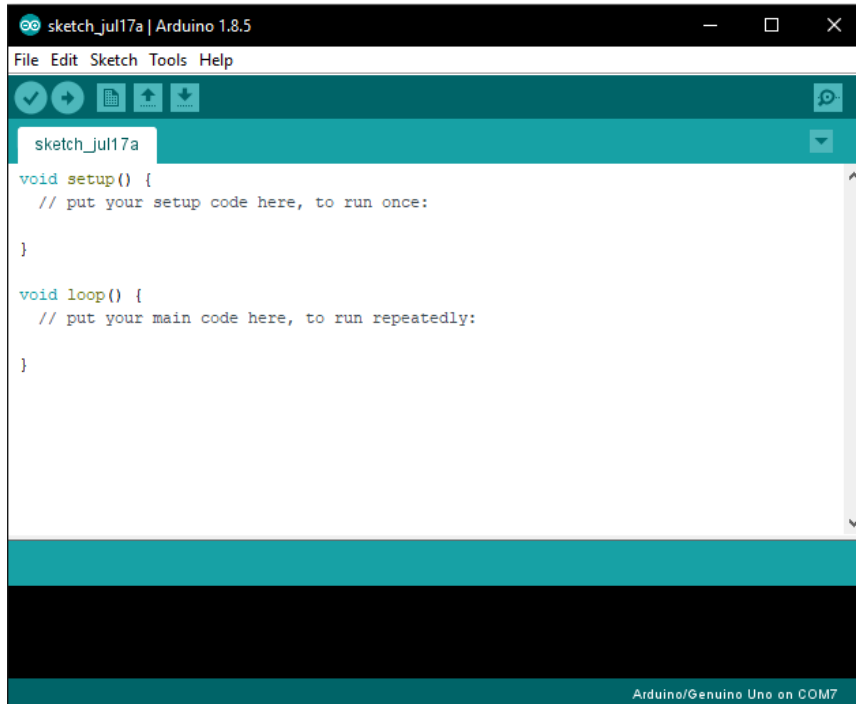 sketch_jul17a | Arduino 1.8.5
File Edit Sketch Tools Help
sketch_jul17a
void setup() {
  // put your setup code here, to run once:
}
void loop() {
  // put your main code here, to run repeatedly:
}
Arduino/Genuino Uno on COM7